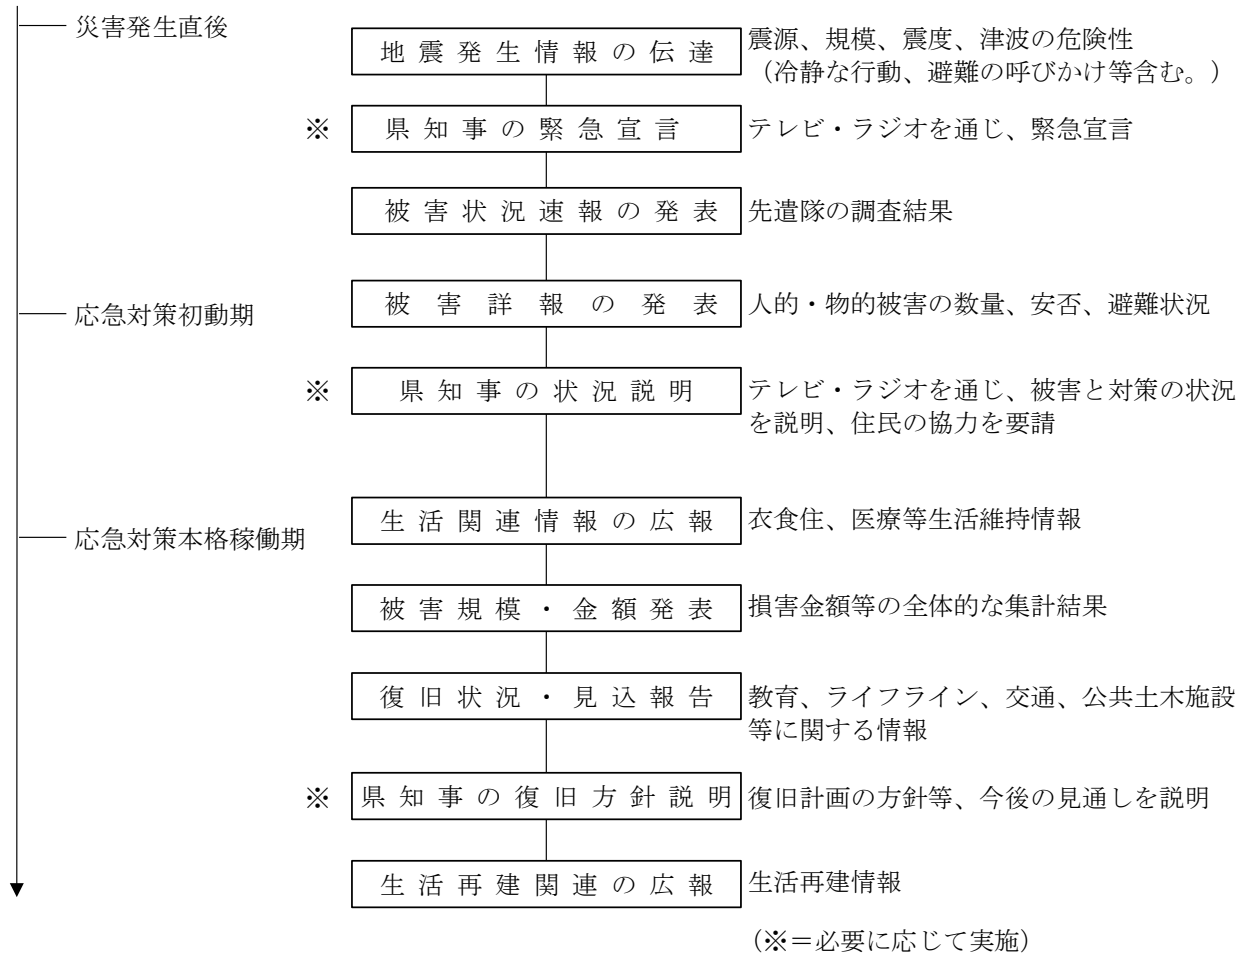 災害発生直後
地震発生情報の伝達
震源、規模、震度、津波の危険性
（冷静な行動、避難の呼びかけ等含む。）
※
県知事の緊急宣言
テレビ・ラジオを通じ、緊急宣言
被害状況速報の発表
先遣隊の調査結果
応急対策初動期
被害詳報の発表
人的・物的被害の数量、安否、避難状況
※
県知事の状況説明
テレビ・ラジオを通じ、被害と対策の状況
を説明、住民の協力を要請
応急対策本格稼働期
生活関連情報の広報
衣食住、医療等生活維持情報
被害規模・金額発表
損害金額等の全体的な集計結果
復旧状況・見込報告
教育、ライフライン、交通、公共土木施設
等に関する情報
※
県知事の復旧方針説明
復旧計画の方針等、今後の見通しを説明
生活再建関連の広報
生活再建情報
（※＝必要に応じて実施）